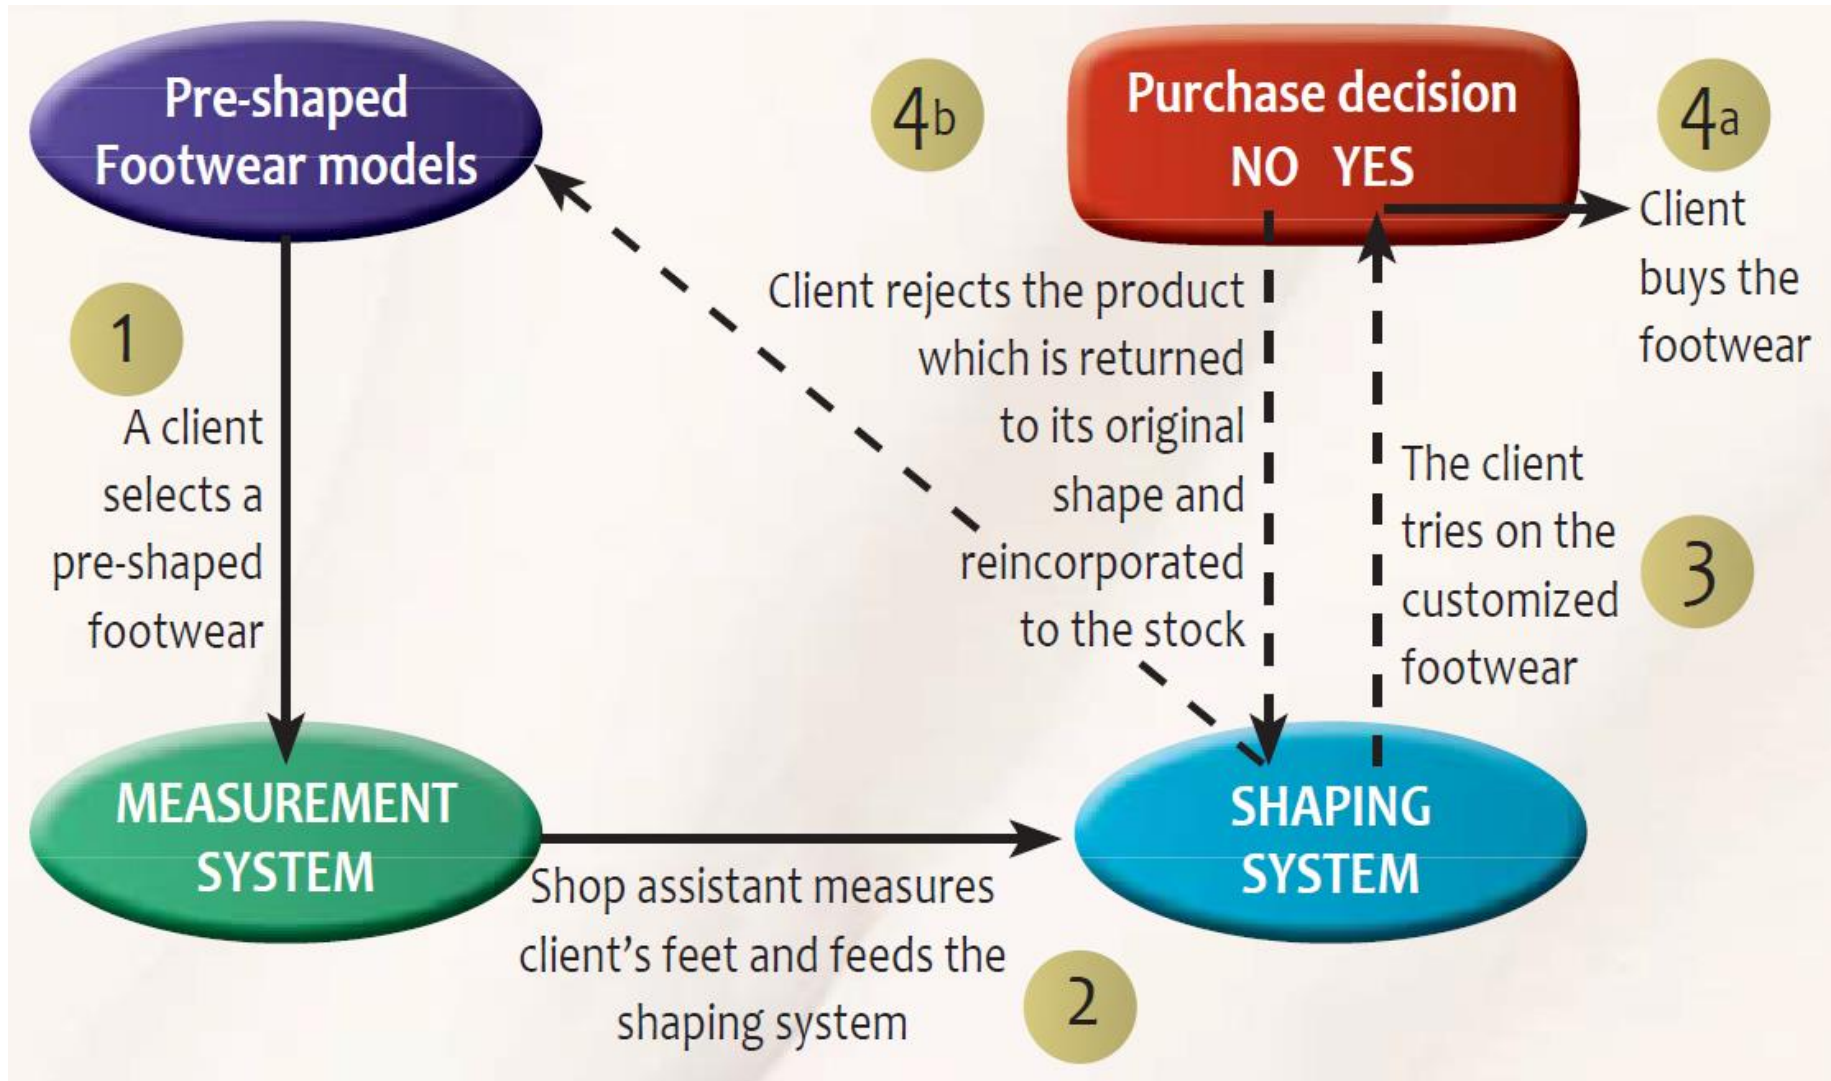 Pre-shaped
Footwear models
1
A client
selects a
pre-shaped
footwear
MEASUREMENT
SYSTEM
Shop assistant measures
client’s feet and feeds the
shaping system
2
SHAPING
SYSTEM
The client
tries on the
customized
footwear
3
Purchase decision
NO YES
4a
Client
buys the
footwear
4b
Client rejects the product
which is returned
to its original
shape and
reincorporated
to the stock